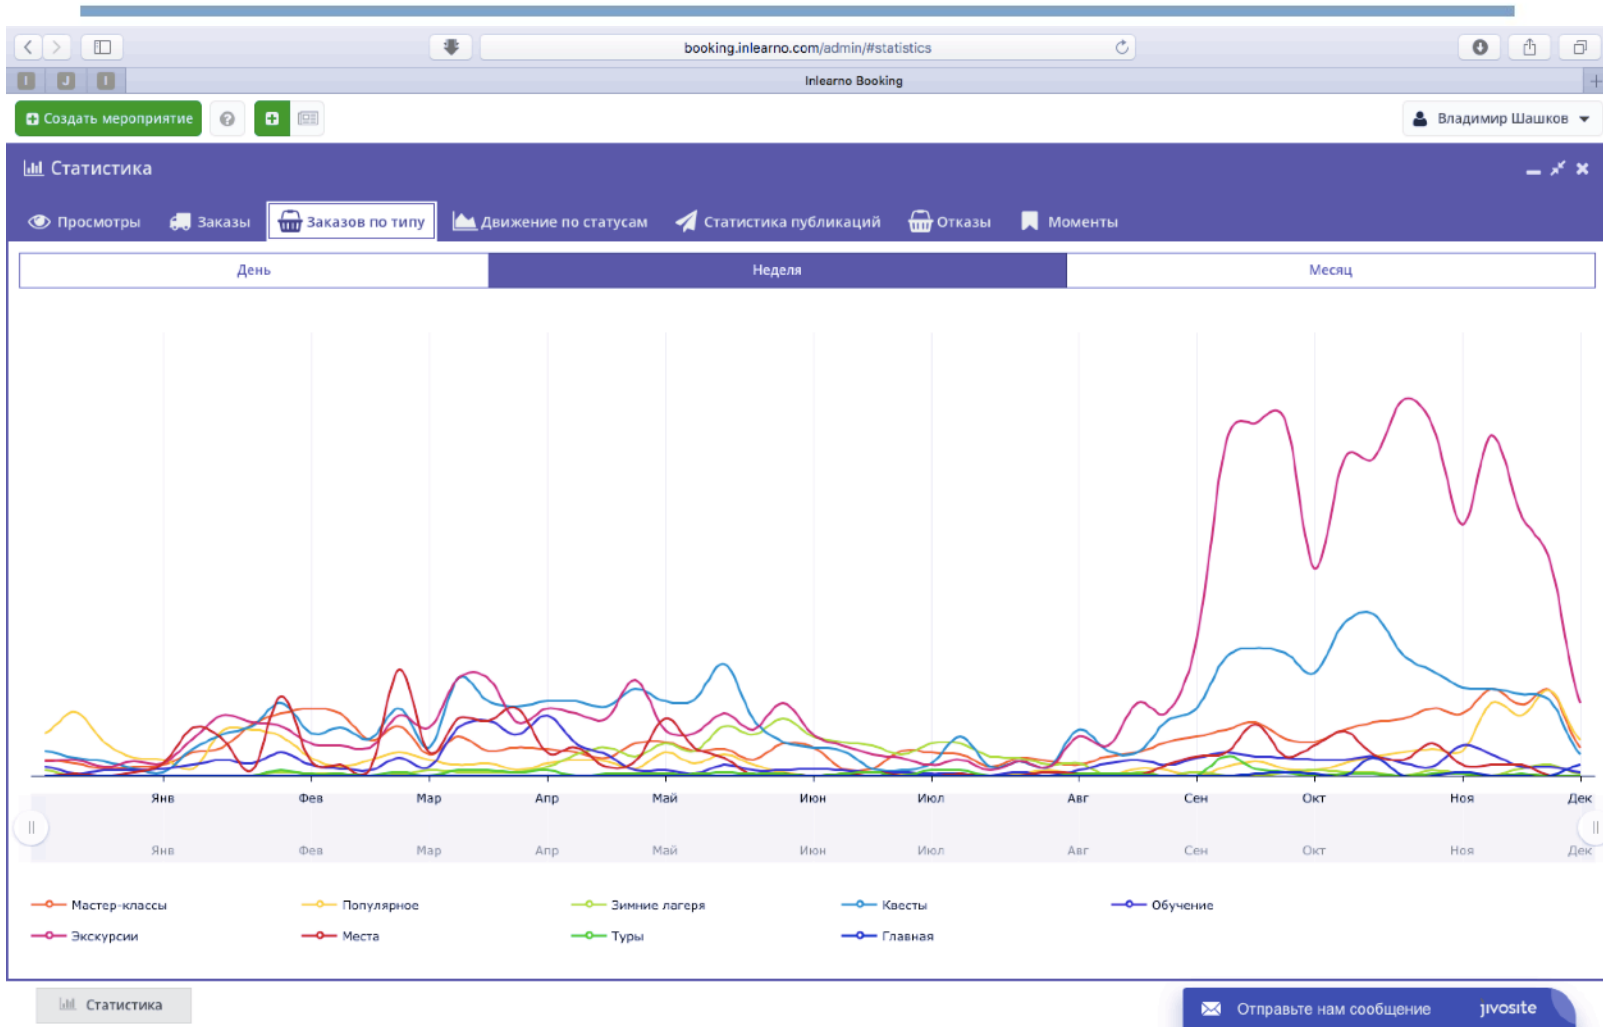 booking.inlearno.com/admin/#statistics
I J I Inlearno Booking
Создать мероприятие
Владимир Шашков
Статистика
Просмотры Заказы Заказов по типу Движение по статусам Статистика публикаций Отказы Моменты
День Неделя Месяц
Янв Фев Мар Апр Май Июн Июл Авг Сен Окт Ноя Дек
Янв Фев Мар Апр Май Июн Июл Авг Сен Окт Ноя Дек
Мастер-классы Популярное Зимние лагеря Квесты Обучение
Экскурсии Места Туры Главная
Статистика
Отправьте нам сообщение jivosite